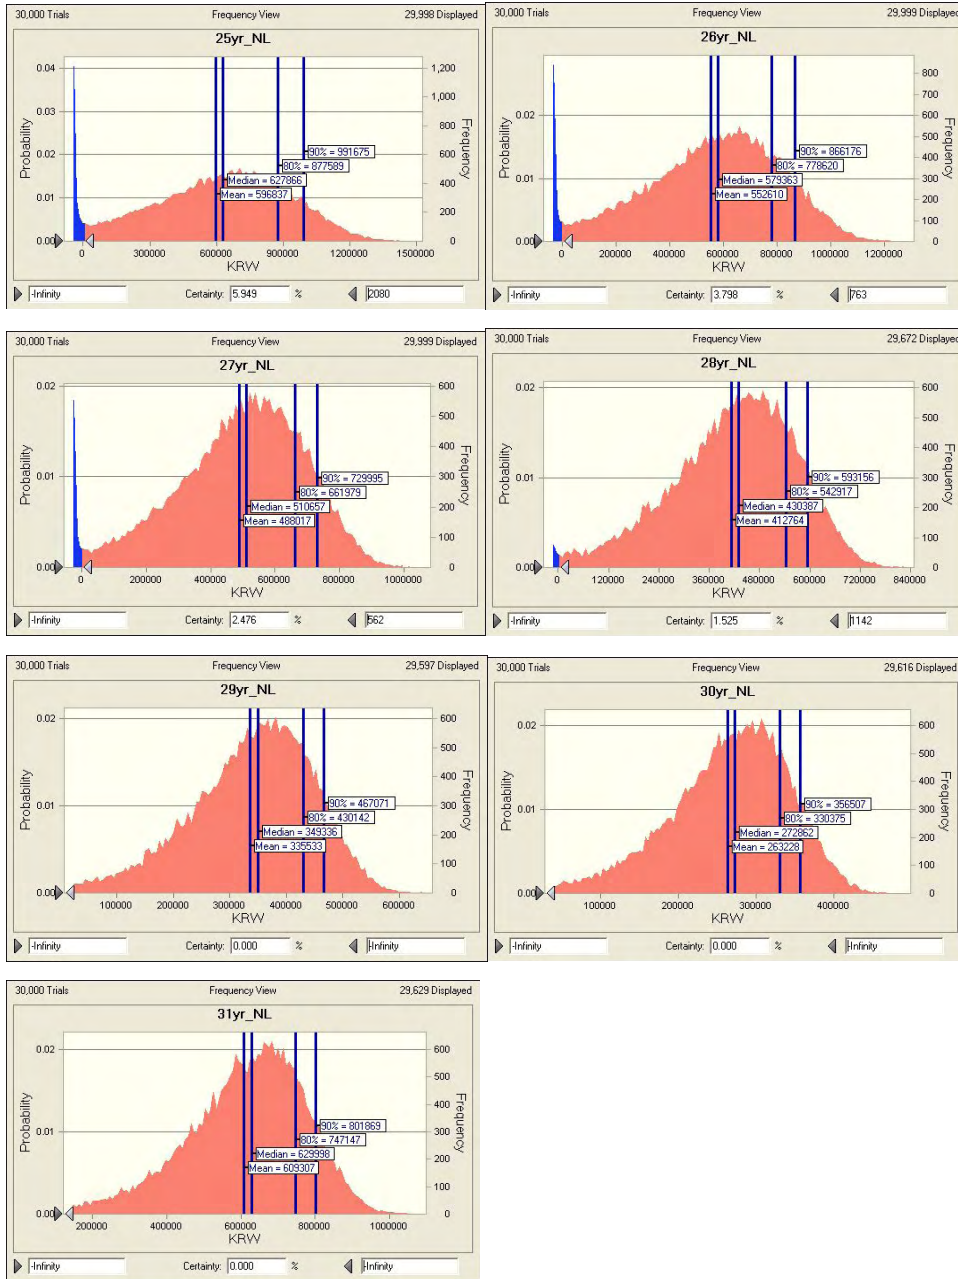 30,000 Trials Frequency View 29,998 Displayed
25yr_NL
0.04 1,200
1,000
0.03 800
0.02 600
90% = 991675
80% = 877589
Median = 627866
Mean = 596837
0.01 400
200
0.00 0
0 300000 600000 900000 1200000 1500000
Probability
Frequency
KRW
-Infinity Certainty: 5.949 % 2080
30,000 Trials Frequency View 29,999 Displayed
26yr_NL
800
700
0.02 600
500
400
0.01 300
200
100
0.00 0
90% = 866176
80% = 778620
Median = 579363
Mean = 552610
0 200000 400000 600000 800000 1000000 1200000
Probability
Frequency
KRW
-Infinity Certainty: 3.798 % 763
30,000 Trials Frequency View 29,999 Displayed
27yr_NL
0.02 600
500
400
0.01 300
200
100
0.00 0
90% = 729995
80% = 661979
Median = 510657
Mean = 488017
0 200000 400000 600000 800000 1000000
Probability
Frequency
KRW
-Infinity Certainty: 2.476 % 562
30,000 Trials Frequency View 29,672 Displayed
28yr_NL
0.02 600
500
400
0.01 300
200
100
0.00 0
90% = 593156
80% = 542917
Median = 430387
Mean = 412764
0 120000 240000 360000 480000 600000 720000 840000
Probability
Frequency
KRW
-Infinity Certainty: 1.525 % 1142
30,000 Trials Frequency View 29,597 Displayed
29yr_NL
0.02 600
500
400
0.01 300
200
100
0.00 0
90% = 467071
80% = 430142
Median = 349336
Mean = 335533
100000 200000 300000 400000 500000 600000
Probability
Frequency
KRW
-Infinity Certainty: 0.000 % -Infinity
30,000 Trials Frequency View 29,616 Displayed
30yr_NL
0.02 600
500
400
0.01 300
200
100
0.00 0
90% = 356507
80% = 330375
Median = 272862
Mean = 263228
100000 200000 300000 400000
Probability
Frequency
KRW
-Infinity Certainty: 0.000 % -Infinity
30,000 Trials Frequency View 29,629 Displayed
31yr_NL
0.02 600
500
400
0.01 300
200
100
0.00 0
90% = 801869
80% = 747147
Median = 629998
Mean = 609307
200000 400000 600000 800000 1000000
Probability
Frequency
KRW
-Infinity Certainty: 0.000 % -Infinity